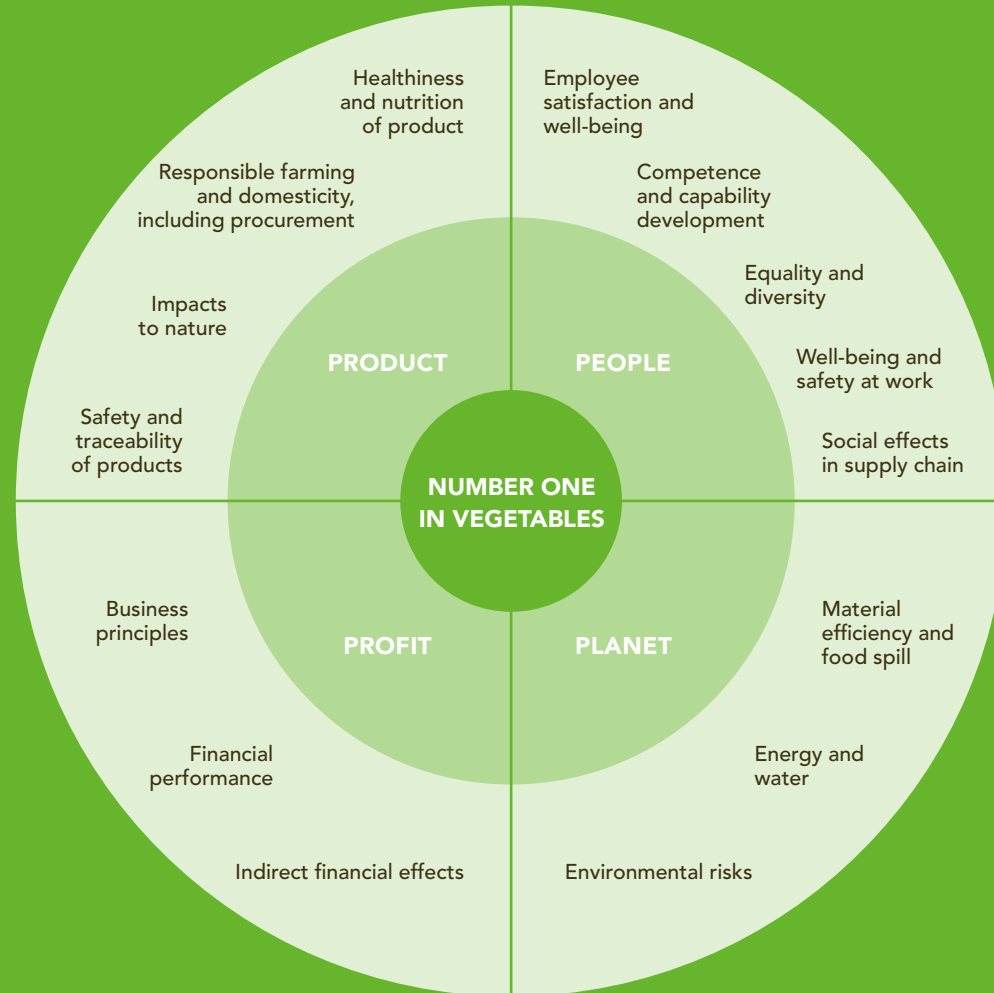 Healthiness
and nutrition
of product
Responsible farming
and domesticity,
including procurement
Impacts
to nature
Safety and
traceability
of products
PRODUCT
Employee
satisfaction and
well-being
Competence
and capability
development
Equality and
diversity
Well-being and
safety at work
Social effects
in supply chain
PEOPLE
NUMBER ONE
IN VEGETABLES
Business
principles
Financial
performance
Indirect financial effects
PROFIT
PLANET
Material
efficiency and
food spill
Energy and
water
Environmental risks